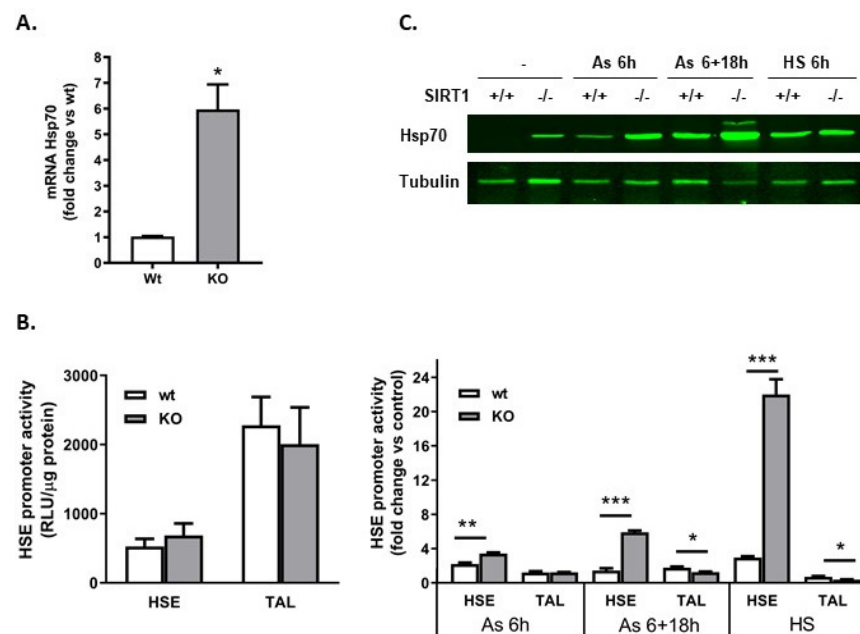 A.
mRNA Hsp70
(fold change vs wt)
8
7
6
5
4
3
2
1
0
*
Wt
KO
C.
-
As 6h
As 6+18h
HS 6h
SIRT1
+/+
-/-
+/+
-/-
+/+
-/-
+/+
-/-
Hsp70
Tubulin
B.
HSE promoter activity
(RLU/µg protein)
3000
2000
1000
0
wt
KO
HSE
TAL
HSE promoter activity
(fold change vs control)
24
20
16
12
8
4
0
wt
KO
**
***
*
***
*
HSE
TAL
HSE
TAL
HSE
TAL
As 6h
As 6+18h
HS